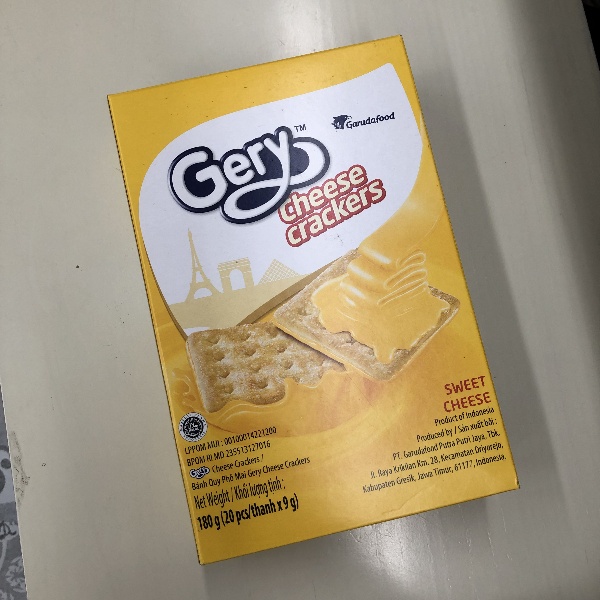 Garudafood
Gery™
cheese
crackers
SWEET
CHEESE
Product of Indonesia
Produced by / Sản xuất bởi :
PT. Garudafood Putra Putri Jaya, Tbk.
Jl. Raya Krikilan Km. 28, Kecamatan Driyorejo,
Kabupaten Gresik, Jawa Timur, 61177, Indonesia.
LPPOM MUI : 00100014221200
BPOM RI MD 235513127016
Gery Cheese Crackers /
Bánh Quy Phô Mai Gery Cheese Crackers
Net Weight / Khối lượng tịnh :
180 g (20 pcs/thanh x 9 g)